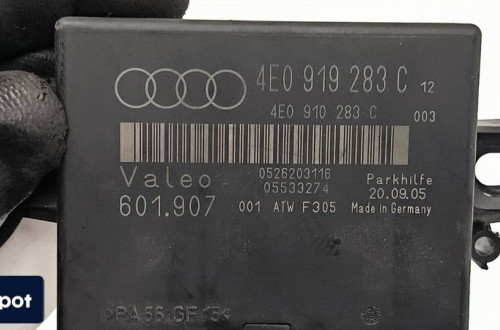 4E0 919 283 C 12
4E0 910 283 C 003
0526203116
Valeo 05533274 Parkhilfe
20.09.05
601.907 001 ATW F305 Made in Germany
>PA66 GF15<
pot